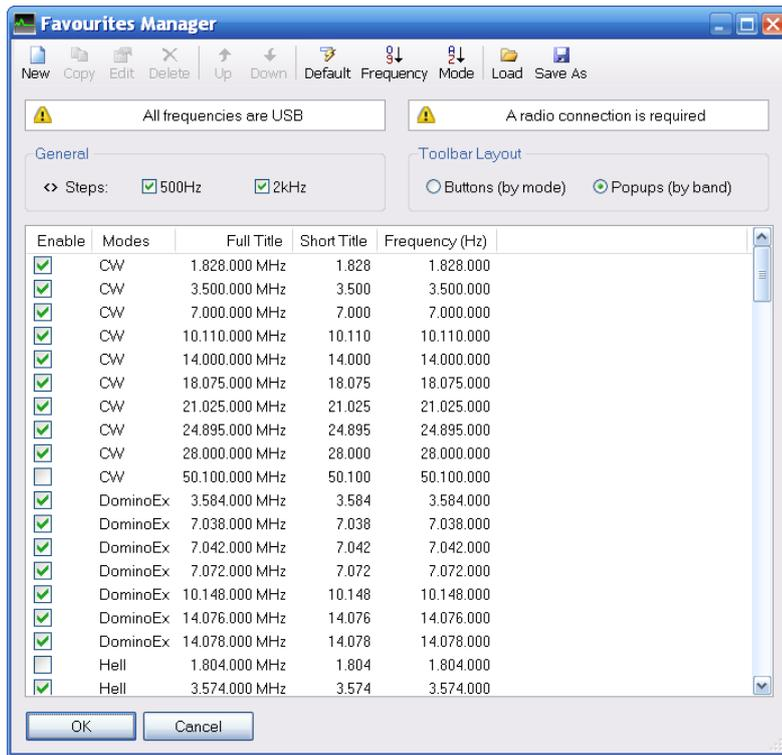 Favourites Manager
New Copy Edit Delete Up Down Default Frequency Mode Load Save As
All frequencies are USB
A radio connection is required
General
<> Steps: 500Hz 2kHz
Toolbar Layout
Buttons (by mode) Popups (by band)
Enable Modes Full Title Short Title Frequency (Hz)
CW 1.828.000 MHz 1.828 1.828.000
CW 3.500.000 MHz 3.500 3.500.000
CW 7.000.000 MHz 7.000 7.000.000
CW 10.110.000 MHz 10.110 10.110.000
CW 14.000.000 MHz 14.000 14.000.000
CW 18.075.000 MHz 18.075 18.075.000
CW 21.025.000 MHz 21.025 21.025.000
CW 24.895.000 MHz 24.895 24.895.000
CW 28.000.000 MHz 28.000 28.000.000
CW 50.100.000 MHz 50.100 50.100.000
DominoEx 3.584.000 MHz 3.584 3.584.000
DominoEx 7.038.000 MHz 7.038 7.038.000
DominoEx 7.042.000 MHz 7.042 7.042.000
DominoEx 7.072.000 MHz 7.072 7.072.000
DominoEx 10.148.000 MHz 10.148 10.148.000
DominoEx 14.076.000 MHz 14.076 14.076.000
DominoEx 14.078.000 MHz 14.078 14.078.000
Hell 1.804.000 MHz 1.804 1.804.000
Hell 3.574.000 MHz 3.574 3.574.000
OK Cancel